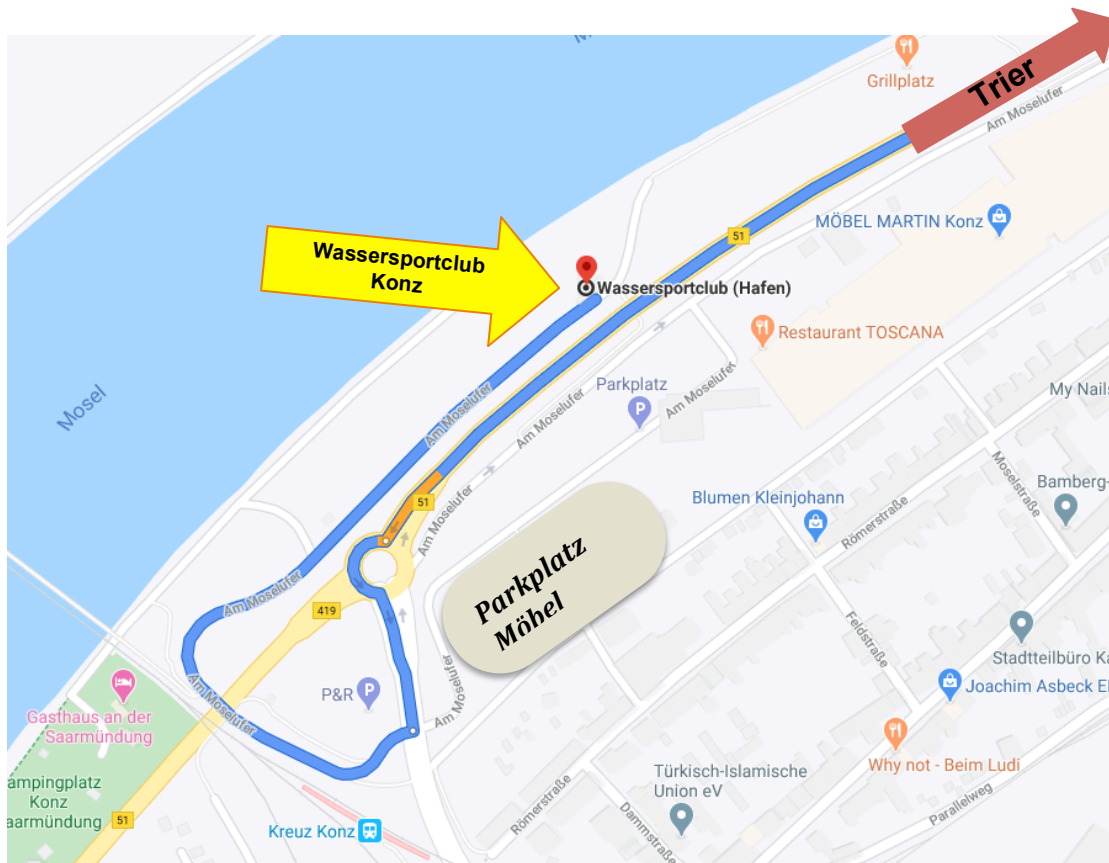 M
Grillplatz
Trier
Am Moselufer
MÖBEL MARTIN Konz
51
Wassersportclub
Konz
Wassersportclub (Hafen)
Restaurant TOSCANA
Mosel
Parkplatz
Am Moselufer
My Nails
Am Moselufer
Am Moselufer
Moselstraße
Bamberg-
Blumen Kleinjohann
Römerstraße
51
Am Moselufer
Parkplatz
Möbel
Am Moselufer
419
Feldstraße
Stadtteilbüro Ka
Am Moselufer
P&R
Am Moselufer
Joachim Asbeck El
Gasthaus an der
Saarmündung
Why not - Beim Ludi
Türkisch-Islamische
Union eV
ampingplatz
Konz
aarmündung
51
Kreuz Konz
Römerstraße
Dammstraße
Parallelweg